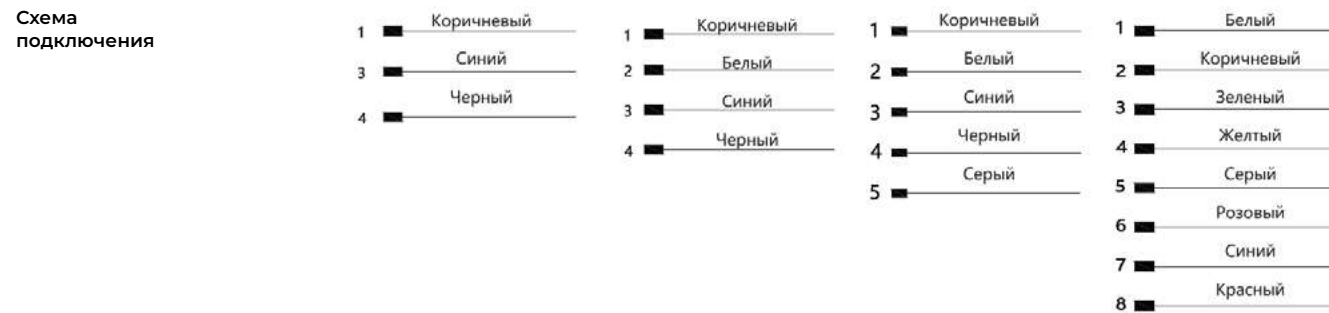 Схема
подключения
1 Коричневый
3 Синий
4 Черный
1 Коричневый
2 Белый
3 Синий
4 Черный
1 Коричневый
2 Белый
3 Синий
4 Черный
5 Серый
1 Белый
2 Коричневый
3 Зеленый
4 Желтый
5 Серый
6 Розовый
7 Синий
8 Красный